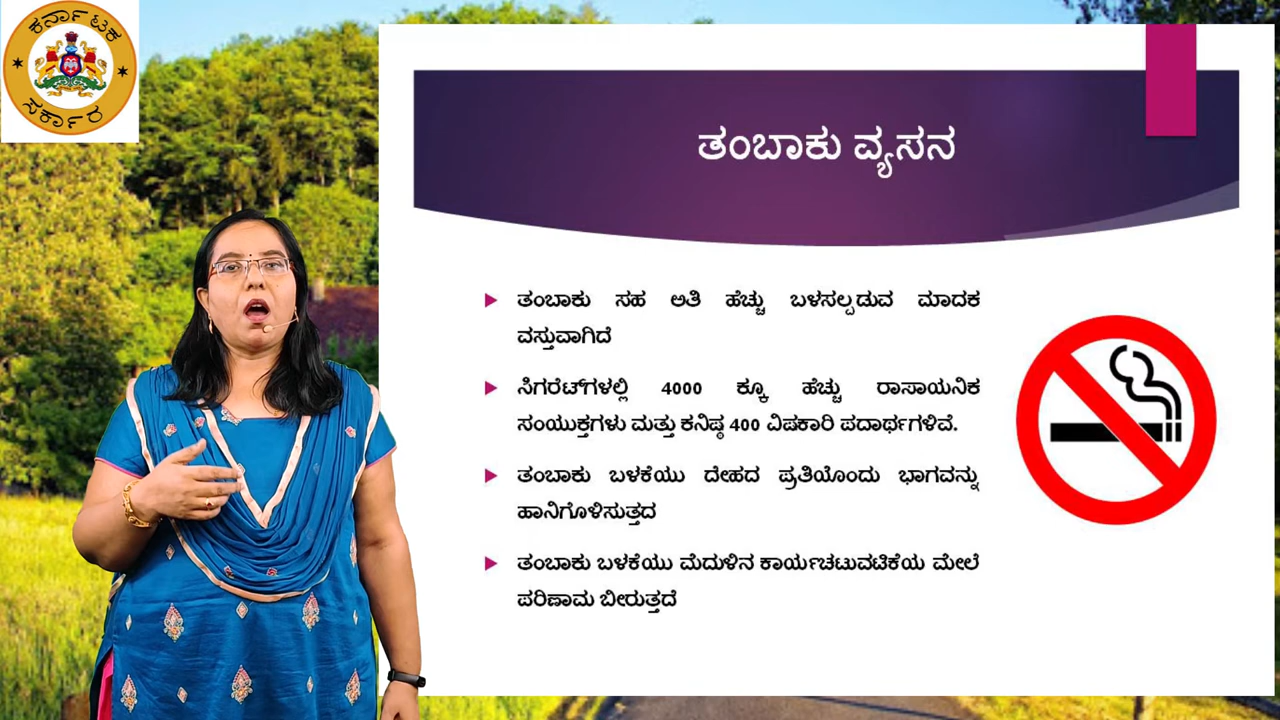 ಕರ್ನಾಟಕ
ಸರ್ಕಾರ
ತಂಬಾಕು ವ್ಯಸನ
ತಂಬಾಕು ಸಹ ಅತಿ ಹೆಚ್ಚು ಬಳಸಲ್ಪಡುವ ಮಾದಕ
ವಸ್ತುವಾಗಿದೆ
ಸಿಗರೆಟ್‌ಗಳಲ್ಲಿ 4000 ಕ್ಕೂ ಹೆಚ್ಚು ರಾಸಾಯನಿಕ
ಸಂಯುಕ್ತಗಳು ಮತ್ತು ಕನಿಷ್ಠ 400 ವಿಷಕಾರಿ ಪದಾರ್ಥಗಳಿವೆ.
ತಂಬಾಕು ಬಳಕೆಯು ದೇಹದ ಪ್ರತಿಯೊಂದು ಭಾಗವನ್ನು
ಹಾನಿಗೊಳಿಸುತ್ತದ
ತಂಬಾಕು ಬಳಕೆಯು ಮೆದುಳಿನ ಕಾರ್ಯಚಟುವಟಿಕೆಯ ಮೇಲೆ
ಪರಿಣಾಮ ಬೀರುತ್ತದೆ